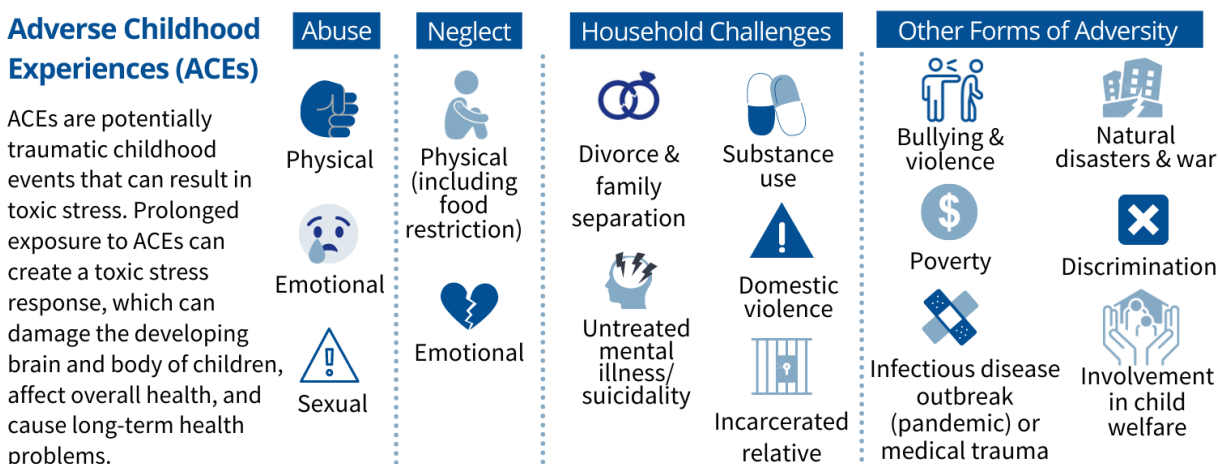 Adverse Childhood
Experiences (ACEs)
ACEs are potentially
traumatic childhood
events that can result in
toxic stress. Prolonged
exposure to ACEs can
create a toxic stress
response, which can
damage the developing
brain and body of children,
affect overall health, and
cause long-term health
problems.
Abuse
Physical
Emotional
Sexual
Neglect
Physical
(including
food
restriction)
Emotional
Household Challenges
Divorce &
family
separation
Untreated
mental
illness/
suicidality
Substance
use
Domestic
violence
Incarcerated
relative
Other Forms of Adversity
Bullying &
violence
$
Poverty
Infectious disease
outbreak
(pandemic) or
medical trauma
Natural
disasters & war
Discrimination
Involvement
in child
welfare